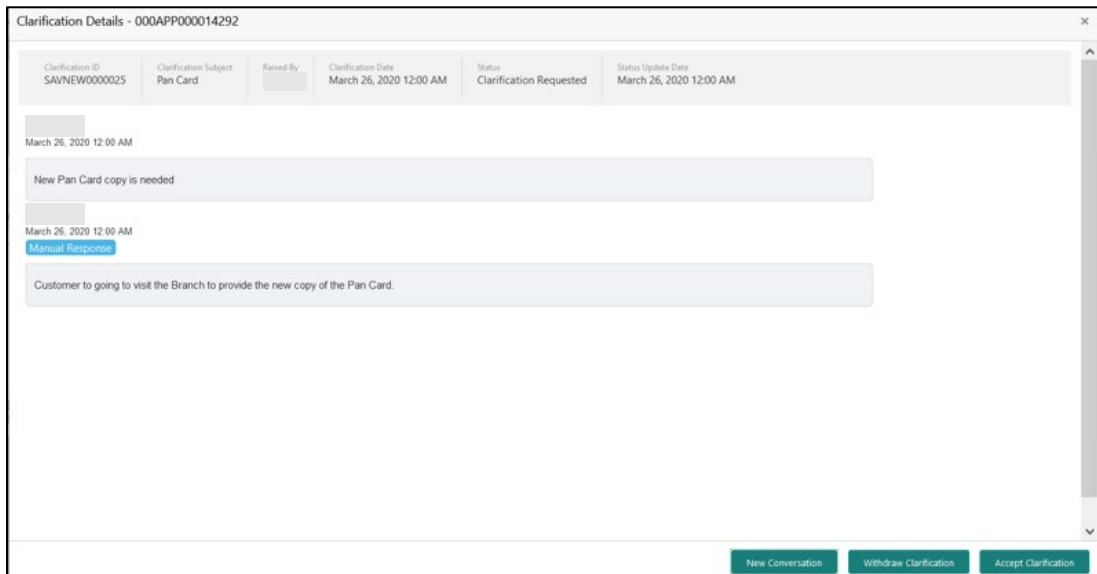 Clarification Details - 000APP000014292
Clarification ID Clarification Subject Raised By Clarification Date Status Status Update Date
SAVNEW0000025 Pan Card March 26, 2020 12:00 AM Clarification Requested March 26, 2020 12:00 AM
March 26, 2020 12:00 AM
New Pan Card copy is needed
March 26, 2020 12:00 AM
Manual Response
Customer to going to visit the Branch to provide the new copy of the Pan Card.
New Conversation Withdraw Clarification Accept Clarification